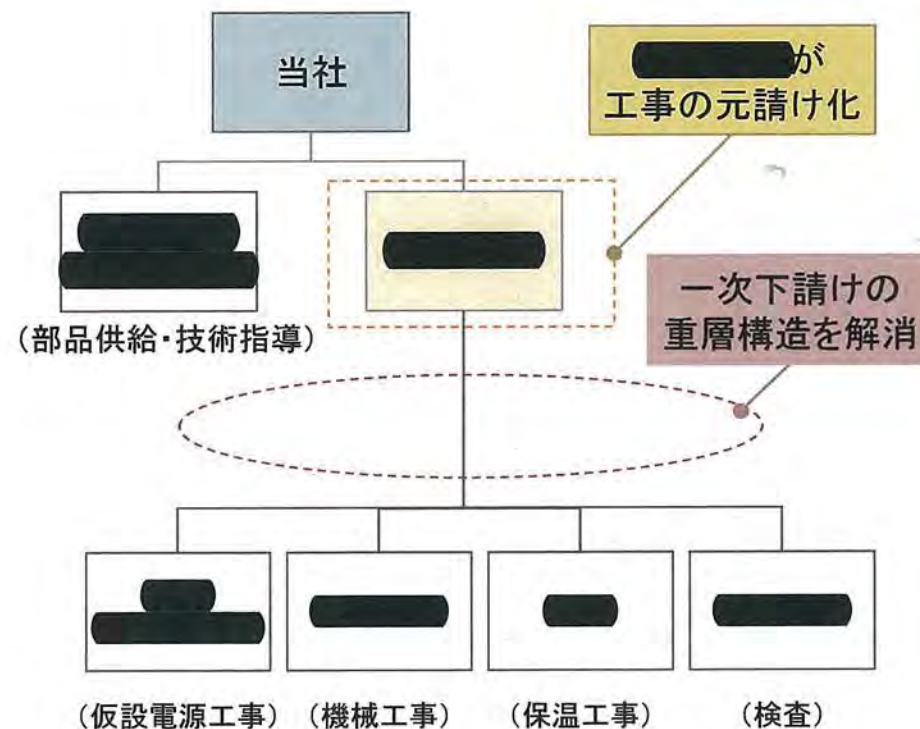 当社
が
工事の元請け化
(部品供給・技術指導)
一次下請けの
重層構造を解消
(仮設電源工事)
(機械工事)
(保温工事)
(検査)